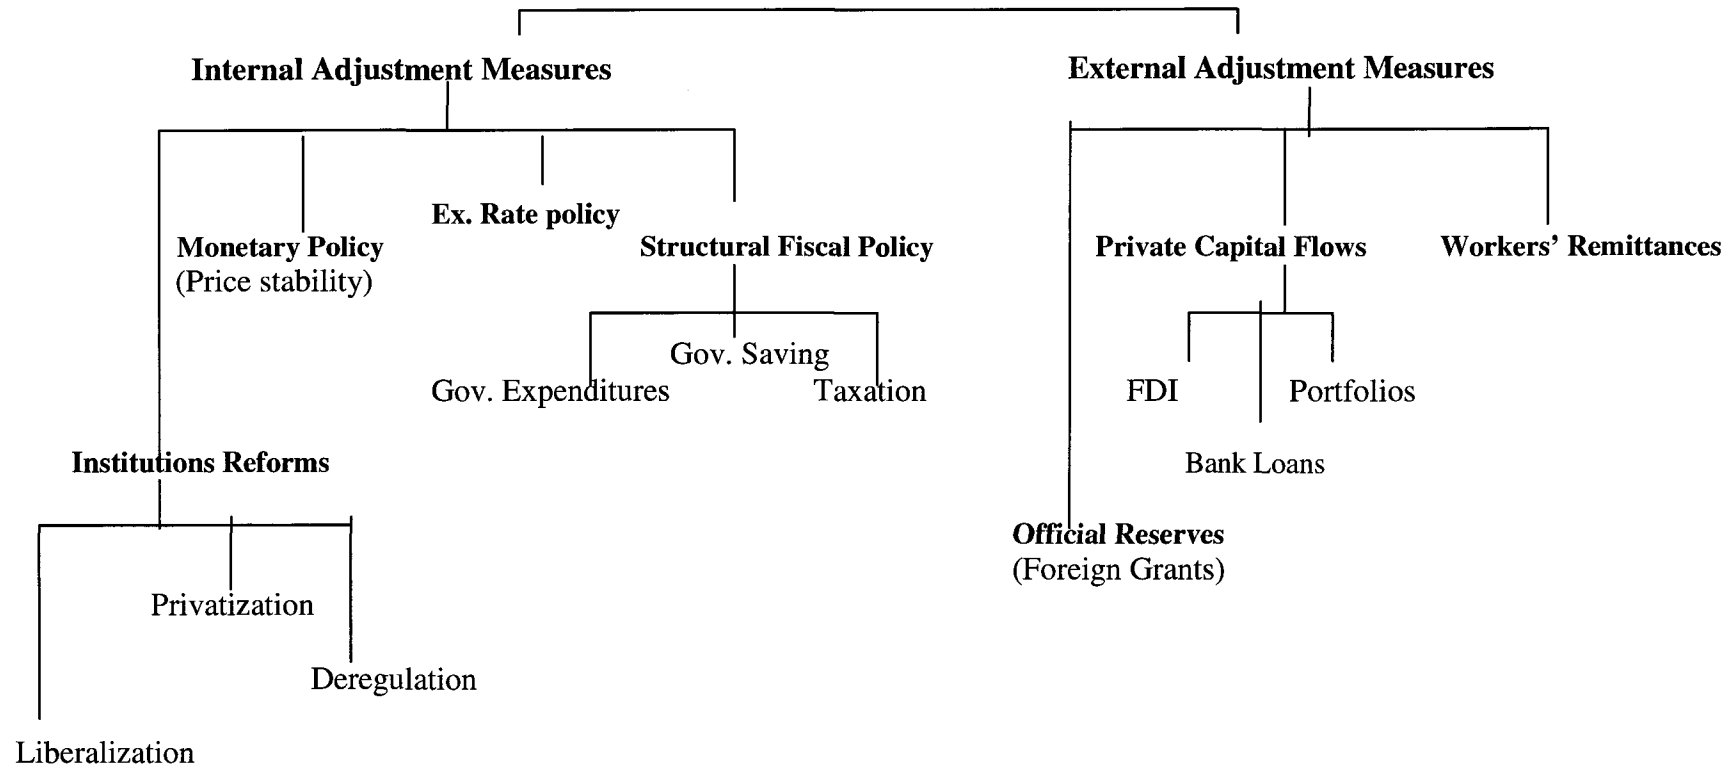 Internal Adjustment Measures
External Adjustment Measures
Ex. Rate policy
Monetary Policy
(Price stability)
Structural Fiscal Policy
Private Capital Flows
Workers’ Remittances
Gov. Saving
Gov. Expenditures
Taxation
FDI
Portfolios
Institutions Reforms
Bank Loans
Official Reserves
(Foreign Grants)
Privatization
Deregulation
Liberalization